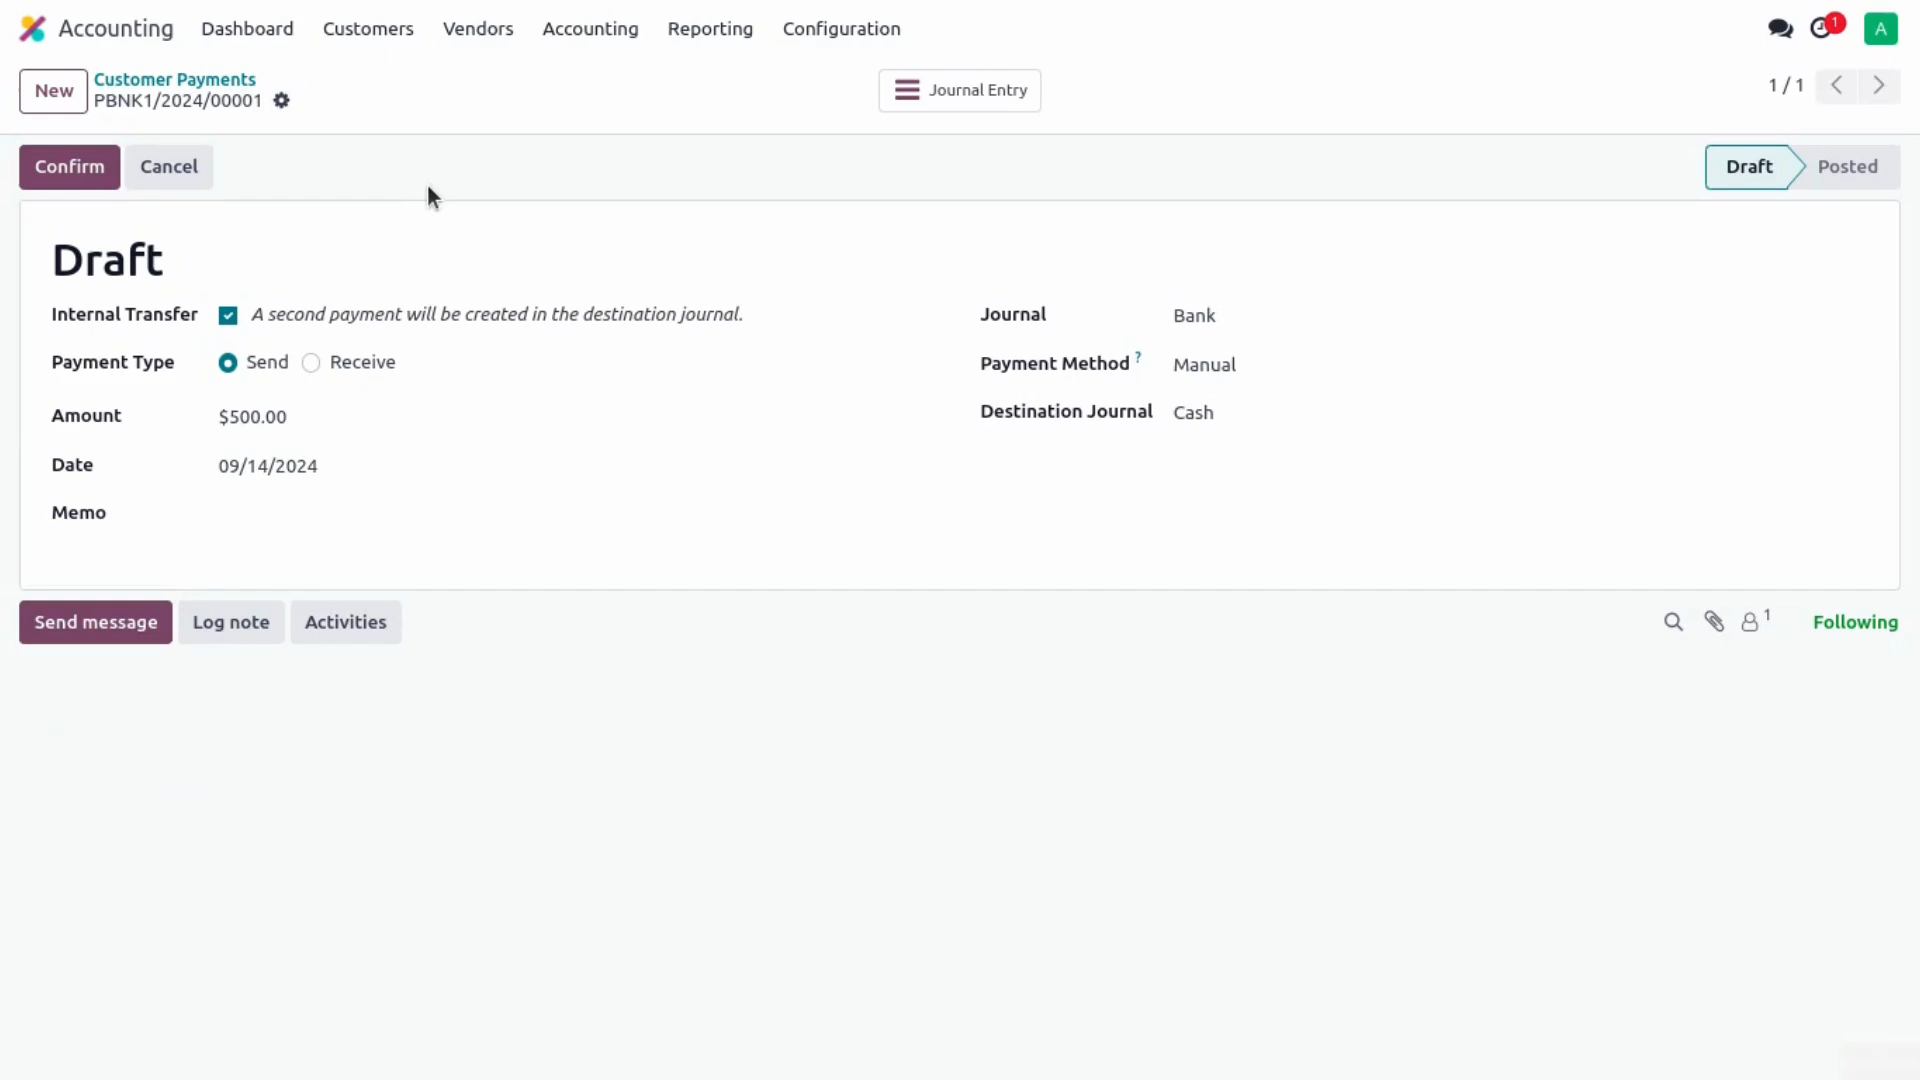 Accounting Dashboard Customers Vendors Accounting Reporting Configuration 1 A
New Customer Payments
PBNK1/2024/00001
Journal Entry
1 / 1
Confirm Cancel Draft Posted
Draft
Internal Transfer A second payment will be created in the destination journal.
Payment Type Send Receive
Amount $500.00
Date 09/14/2024
Memo
Journal Bank
Payment Method ? Manual
Destination Journal Cash
Send message Log note Activities 1 Following